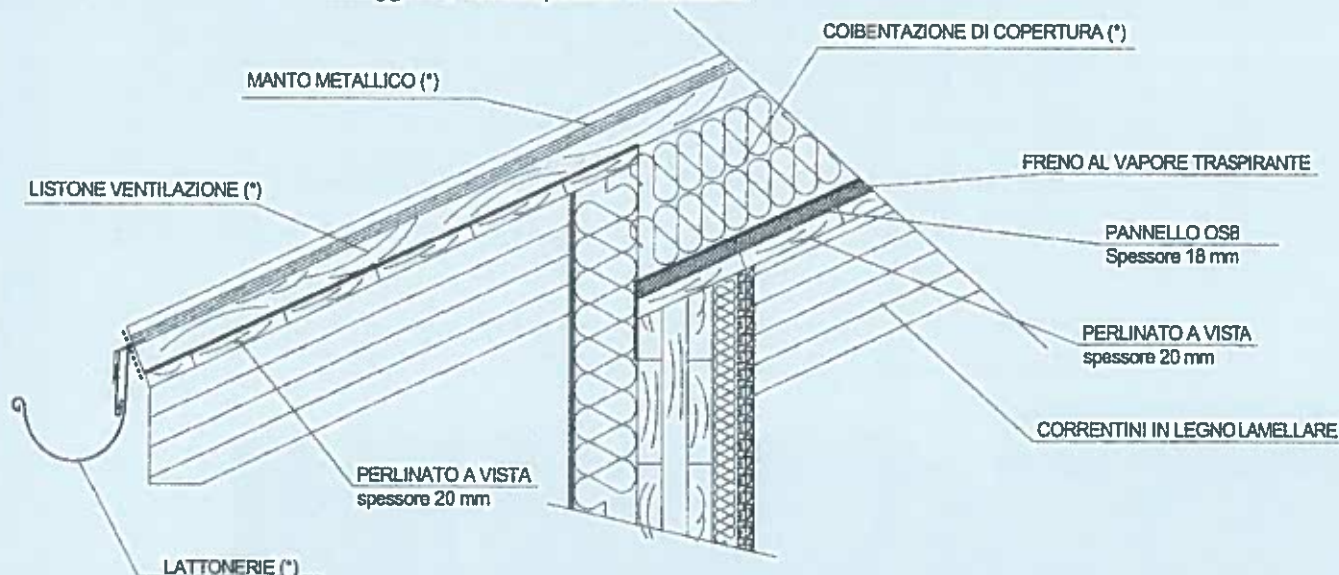 COIBENTAZIONE DI COPERTURA (*)
MANTO METALLICO (*)
FRENO AL VAPORE TRASPIRANTE
LISTONE VENTILAZIONE (*)
PANNELLO OSB
Spessore 18 mm
PERLINATO A VISTA
spessore 20 mm
CORRENTINI IN LEGNO LAMELLARE
PERLINATO A VISTA
spessore 20 mm
LATTONERIE (*)